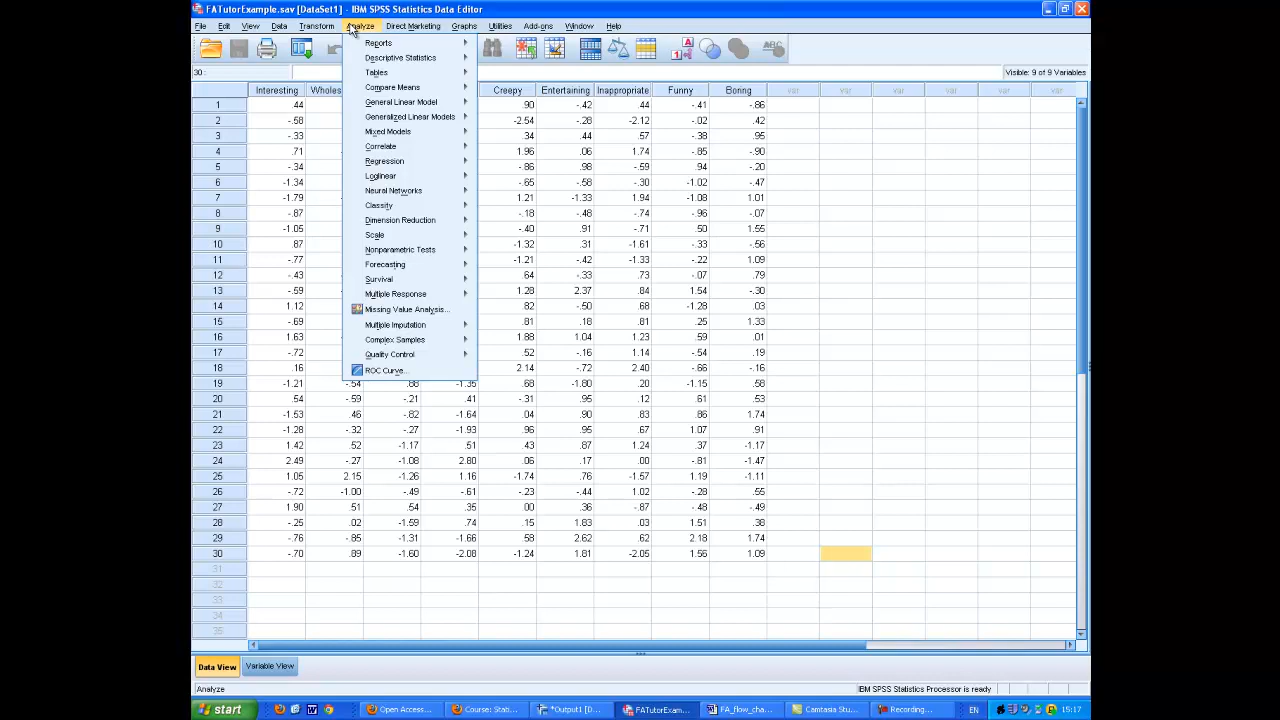 FATutorExample.sav [DataSet1] - IBM SPSS Statistics Data Editor
File Edit View Data Transform Analyze Direct Marketing Graphs Utilities Add-ons Window Help
30 : Visible: 9 of 9 Variables
Reports
Descriptive Statistics
Tables
Compare Means
General Linear Model
Generalized Linear Models
Mixed Models
Correlate
Regression
Loglinear
Neural Networks
Classify
Dimension Reduction
Scale
Nonparametric Tests
Forecasting
Survival
Multiple Response
Missing Value Analysis...
Multiple Imputation
Complex Samples
Quality Control
ROC Curve...
Interesting Wholes Creepy Entertaining Inappropriate Funny Boring var var var var var var
1 .44 .90 -.42 .44 -.41 -.86
2 -.58 -2.54 -.28 -2.12 -.02 .42
3 -.33 .34 .44 .57 -.38 .95
4 .71 1.96 .06 1.74 -.85 -.90
5 -.34 -.86 .98 -.59 .94 -.20
6 -1.34 -.65 -.58 -.30 -1.02 -.47
7 -1.79 1.21 -1.33 1.94 -1.08 1.01
8 -.87 -.18 -.48 -.74 -.96 -.07
9 -1.05 -.40 .91 -.71 .50 1.55
10 .87 -1.32 .31 -1.61 -.33 -.56
11 -.77 -1.21 -.42 -1.33 -.22 1.09
12 -.43 .64 -.33 .73 -.07 .79
13 -.59 1.28 2.37 .84 1.54 -.30
14 1.12 .82 -.50 .68 -1.28 .03
15 -.69 .81 .18 .81 .25 1.33
16 1.63 1.88 1.04 1.23 .59 .01
17 -.72 .52 -.16 1.14 -.54 .19
18 .16 2.14 -.72 2.40 -.66 -.16
19 -1.21 -.54 .88 -1.35 .68 -1.80 .20 -1.15 .58
20 .54 -.59 -.21 .41 -.31 .95 .12 .61 .53
21 -1.53 .46 -.82 -1.64 .04 .90 .83 .86 1.74
22 -1.28 -.32 -.27 -1.93 .96 .95 .67 1.07 .91
23 1.42 .52 -1.17 .51 .43 .87 1.24 .37 -1.17
24 2.49 -.27 -1.08 2.80 .06 .17 .00 -.81 -1.47
25 1.05 2.15 -1.26 1.16 -1.74 .76 -1.57 1.19 -1.11
26 -.72 -1.00 -.49 -.61 -.23 -.44 1.02 -.28 .55
27 1.90 .51 .54 .35 .00 .36 -.87 -.48 -.49
28 -.25 .02 -1.59 .74 .15 1.83 .03 1.51 .38
29 -.76 -.85 -1.31 -1.66 .58 2.62 .62 2.18 1.74
30 -.70 .89 -1.60 -2.08 -1.24 1.81 -2.05 1.56 1.09
31
32
33
34
35
Data View Variable View
Analyze IBM SPSS Statistics Processor is ready
start Open Access... Course: Stati... *Output1 [D... FATutorExam... FA_flow_cha... Camtasia Stu... Recording... EN 15:17